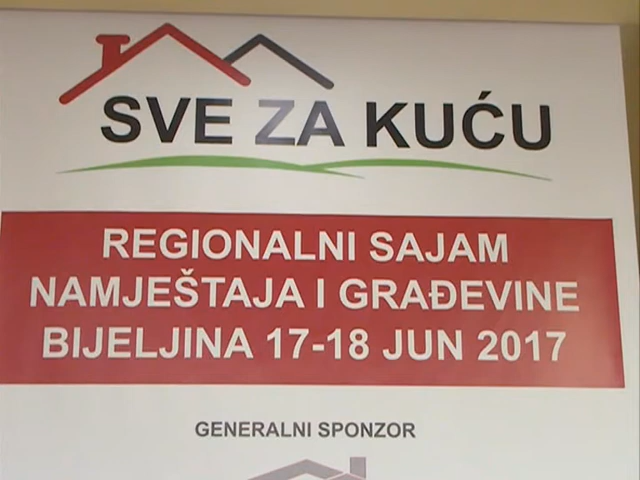 SVE ZA KUĆU
REGIONALNI SAJAM
NAMJEŠTAJA I GRAĐEVINE
BIJELJINA 17-18 JUN 2017
GENERALNI SPONZOR